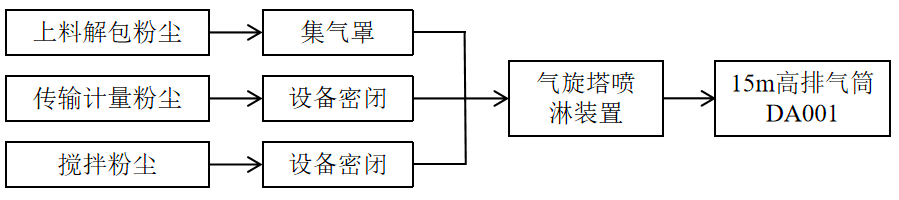 上料解包粉尘
集气罩
传输计量粉尘
设备密闭
气旋塔喷
淋装置
15m高排气筒
DA001
搅拌粉尘
设备密闭